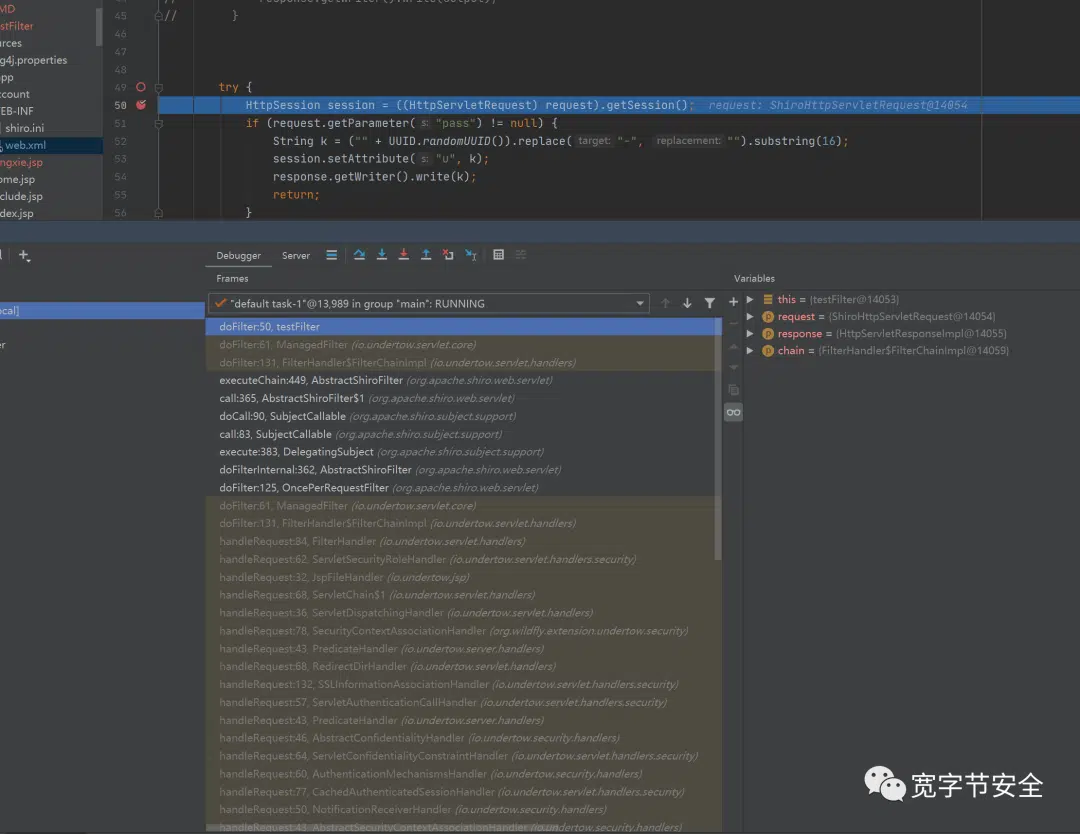 45 // }
46
47
48
49 try {
50 HttpSession session = ((HttpServletRequest) request).getSession(); request: ShiroHttpServletRequest@14054
51 if (request.getParameter( s: "pass") != null) {
52 String k = ("" + UUID.randomUUID()).replace( target: "-", replacement: "").substring(16);
53 session.setAttribute( s: "u", k);
54 response.getWriter().write(k);
55 return;
56 }
MD
stFilter
urces
g4j.properties
pp
count
EB-INF
shiro.ini
web.xml
ngxie.jsp
ome.jsp
clude.jsp
dex.jsp
Debugger Server
Frames
Variables
cal]
er
"default task-1"@13,989 in group "main": RUNNING
doFilter:50, testFilter
doFilter:61, ManagedFilter (io.undertow.servlet.core)
doFilter:131, FilterHandler$FilterChainImpl (io.undertow.servlet.handlers)
executeChain:449, AbstractShiroFilter (org.apache.shiro.web.servlet)
call:365, AbstractShiroFilter$1 (org.apache.shiro.web.servlet)
doCall:90, SubjectCallable (org.apache.shiro.subject.support)
call:83, SubjectCallable (org.apache.shiro.subject.support)
execute:383, DelegatingSubject (org.apache.shiro.subject.support)
doFilterInternal:362, AbstractShiroFilter (org.apache.shiro.web.servlet)
doFilter:125, OncePerRequestFilter (org.apache.shiro.web.servlet)
doFilter:61, ManagedFilter (io.undertow.servlet.core)
doFilter:131, FilterHandler$FilterChainImpl (io.undertow.servlet.handlers)
handleRequest:84, FilterHandler (io.undertow.servlet.handlers)
handleRequest:62, ServletSecurityRoleHandler (io.undertow.servlet.handlers.security)
handleRequest:32, JspFileHandler (io.undertow.jsp)
handleRequest:68, ServletChain$1 (io.undertow.servlet.handlers)
handleRequest:36, ServletDispatchingHandler (io.undertow.servlet.handlers)
handleRequest:78, SecurityContextAssociationHandler (org.wildfly.extension.undertow.security)
handleRequest:43, PredicateHandler (io.undertow.server.handlers)
handleRequest:68, RedirectDirHandler (io.undertow.servlet.handlers)
handleRequest:132, SSLInformationAssociationHandler (io.undertow.servlet.handlers.security)
handleRequest:57, ServletAuthenticationCallHandler (io.undertow.servlet.handlers.security)
handleRequest:43, PredicateHandler (io.undertow.server.handlers)
handleRequest:46, AbstractConfidentialityHandler (io.undertow.security.handlers)
handleRequest:64, ServletConfidentialityConstraintHandler (io.undertow.servlet.handlers.security)
handleRequest:60, AuthenticationMechanismsHandler (io.undertow.security.handlers)
handleRequest:77, CachedAuthenticatedSessionHandler (io.undertow.servlet.handlers.security)
handleRequest:50, NotificationReceiverHandler (io.undertow.security.handlers)
handleRequest:43, AbstractSecurityContextAssociationHandler (io.undertow.security.handlers)
this = {testFilter@14053}
request = {ShiroHttpServletRequest@14054}
response = {HttpServletResponseImpl@14055}
chain = {FilterHandler$FilterChainImpl@14059}
宽字节安全